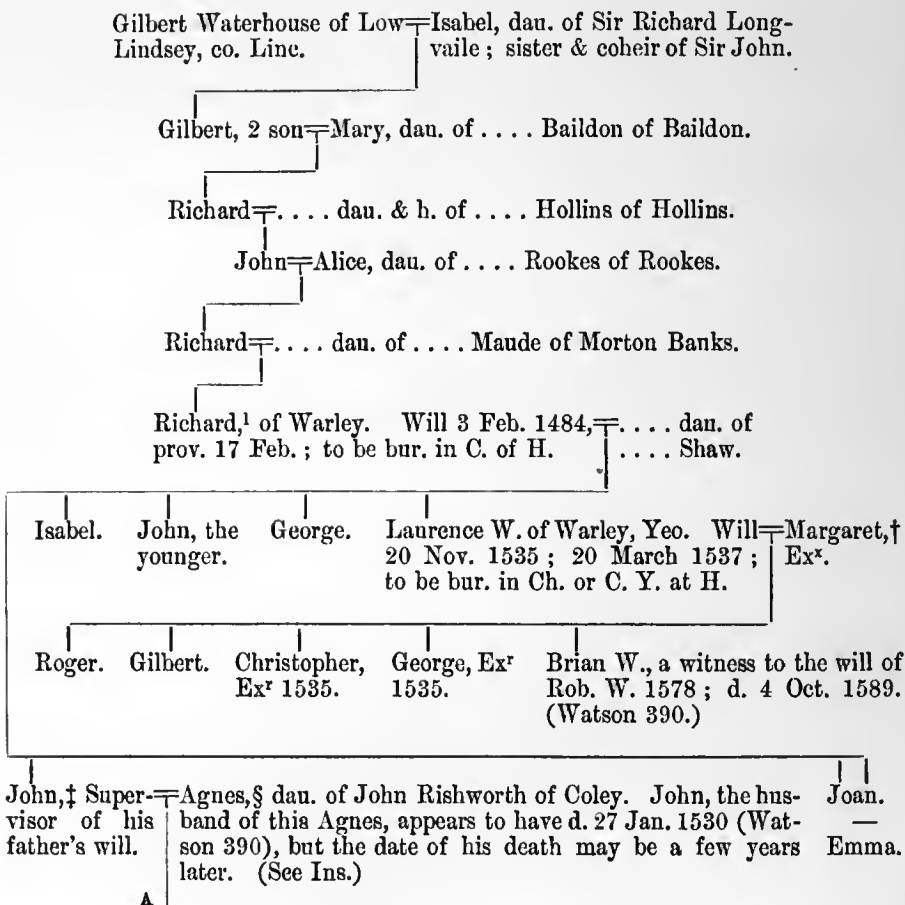 Gilbert Waterhouse of Low Isabel, dau. of Sir Richard Long-
Lindsey, co. Linc. vaile; sister & coheir of Sir John.
Gilbert, 2 son Mary, dau. of .... Baildon of Baildon.
Richard .... dau. & h. of .... Hollins of Hollins.
John Alice, dau. of .... Rookes of Rookes.
Richard .... dau. of .... Maude of Morton Banks.
Richard,¹ of Warley. Will 3 Feb. 1484, .... dau. of
prov. 17 Feb.; to be bur. in C. of H. .... Shaw.
Isabel. John, the George. Laurence W. of Warley, Yeo. Will Margaret,†
younger. 20 Nov. 1535; 20 March 1537; Exˣ.
to be bur. in Ch. or C. Y. at H.
Roger. Gilbert. Christopher, George, Exʳ Brian W., a witness to the will of
Exʳ 1535. 1535. Rob. W. 1578; d. 4 Oct. 1589.
(Watson 390.)
John,‡ Super- Agnes,§ dau. of John Rishworth of Coley. John, the hus- Joan.
visor of his band of this Agnes, appears to have d. 27 Jan. 1530 (Wat- —
father's will. son 390), but the date of his death may be a few years Emma.
later. (See Ins.)
A